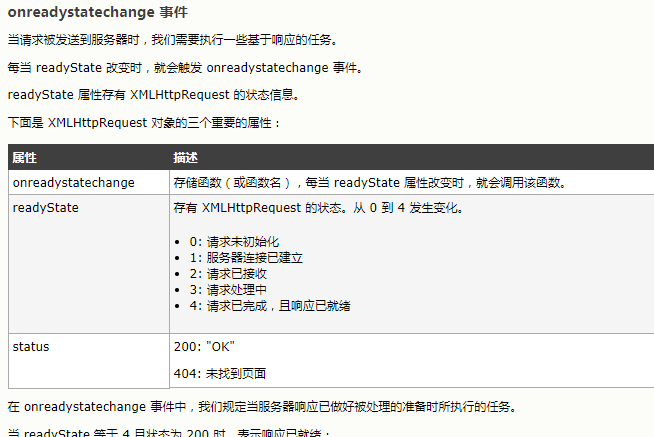 onreadystatechange 事件
当请求被发送到服务器时，我们需要执行一些基于响应的任务。
每当 readyState 改变时，就会触发 onreadystatechange 事件。
readyState 属性存有 XMLHttpRequest 的状态信息。
下面是 XMLHttpRequest 对象的三个重要的属性：
属性 描述
onreadystatechange 存储函数（或函数名），每当 readyState 属性改变时，就会调用该函数。
readyState 存有 XMLHttpRequest 的状态。从 0 到 4 发生变化。
• 0: 请求未初始化
• 1: 服务器连接已建立
• 2: 请求已接收
• 3: 请求处理中
• 4: 请求已完成，且响应已就绪
status 200: "OK"
404: 未找到页面
在 onreadystatechange 事件中，我们规定当服务器响应已做好被处理的准备时所执行的任务。
当 readyState 等于 4 且状态为 200 时，表示响应已就绪：